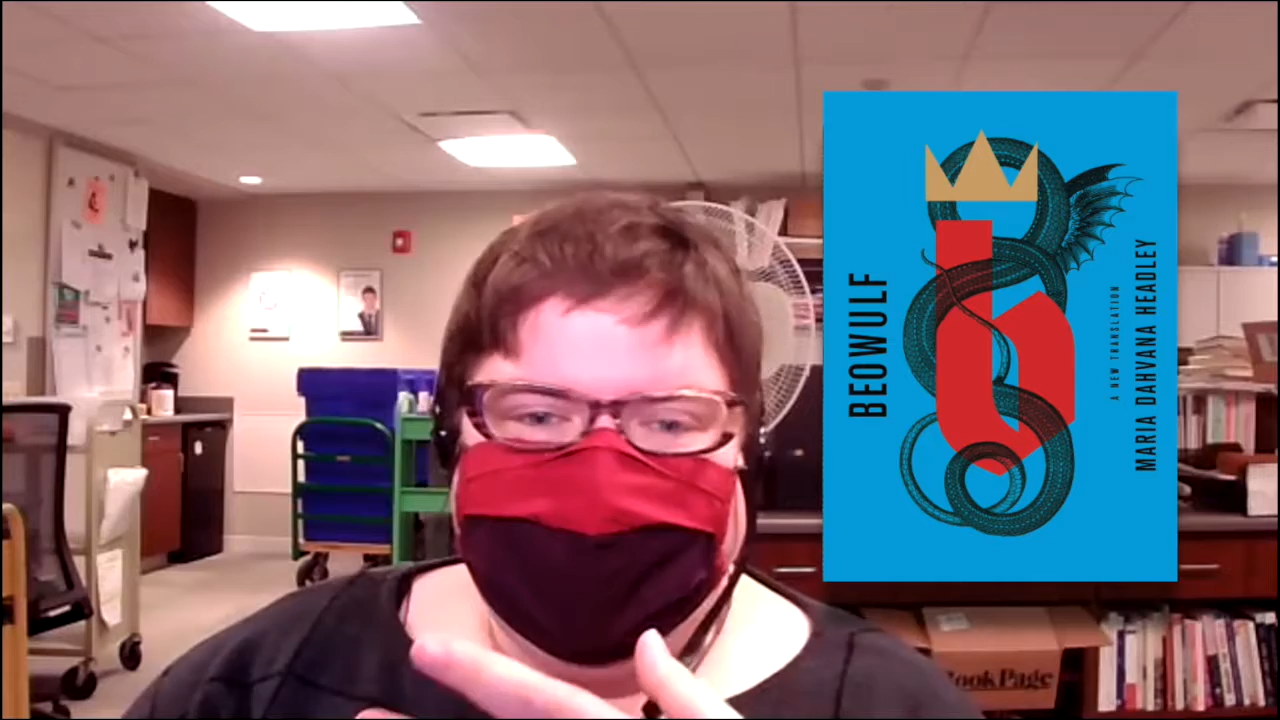 BEOWULF
A NEW TRANSLATION
MARIA DAHVANA HEADLEY
b
BookPage